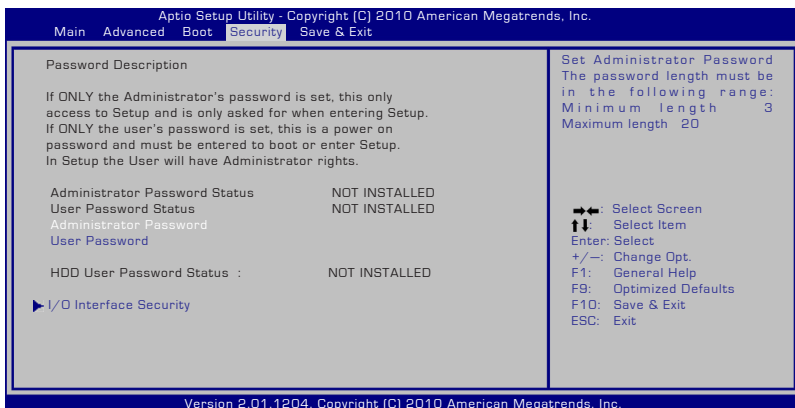 Aptio Setup Utility - Copyright (C) 2010 American Megatrends, Inc.
Main Advanced Boot Security Save & Exit
Password Description
If ONLY the Administrator's password is set, this only
access to Setup and is only asked for when entering Setup.
If ONLY the user's password is set, this is a power on
password and must be entered to boot or enter Setup.
In Setup the User will have Administrator rights.
Administrator Password Status NOT INSTALLED
User Password Status NOT INSTALLED
Administrator Password
User Password
HDD User Password Status : NOT INSTALLED
I/O Interface Security
Set Administrator Password
The password length must be
in the following range:
Minimum length 3
Maximum length 20
→←: Select Screen
↑↓: Select Item
Enter: Select
+/—: Change Opt.
F1: General Help
F9: Optimized Defaults
F10: Save & Exit
ESC: Exit
Version 2.01.1204. Copyright (C) 2010 American Megatrends, Inc.